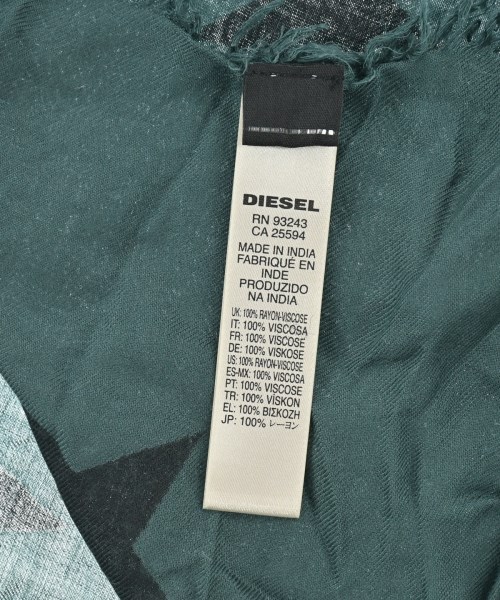 DIESEL
RN 93243
CA 25594
MADE IN INDIA
FABRIQUÉ EN
INDE
PRODUZIDO
NA INDIA
UK: 100% RAYON-VISCOSE
IT: 100% VISCOSA
FR: 100% VISCOSE
DE: 100% VISKOSE
US: 100% RAYON-VISCOSE
ES-MX: 100% VISCOSA
PT: 100% VISCOSE
TR: 100% VİSKON
EL: 100% ΒΙΣΚΟΖΗ
JP: 100% レーヨン